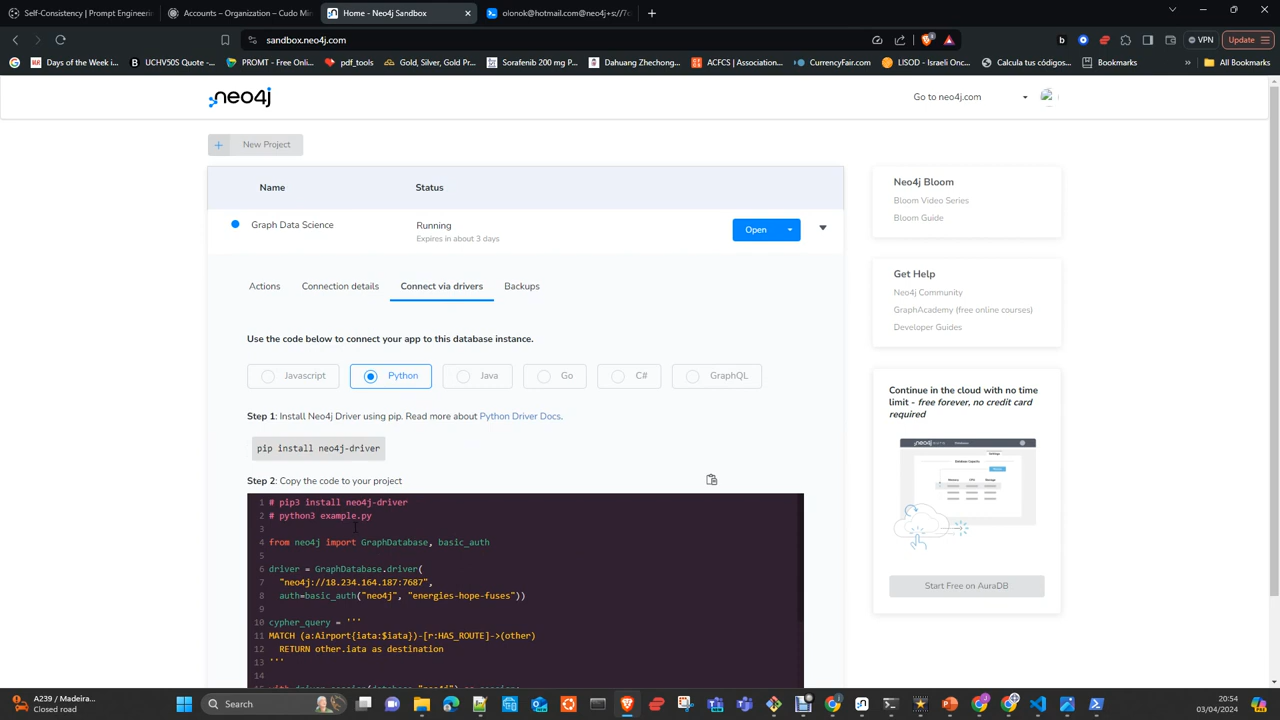 Self-Consistency | Prompt Engineerin
Accounts – Organization – Cudo Min
Home - Neo4j Sandbox
olonok@hotmail.com@neo4j+s://7c
sandbox.neo4j.com
VPN
Update
Days of the Week i...
UCHV50S Quote -...
PROMT - Free Onli...
pdf_tools
Gold, Silver, Gold Pr...
Sorafenib 200 mg P...
Dahuang Zhechong...
ACFCS | Association...
CurrencyFair.com
LISOD – Israeli Onc...
Calcula tus códigos...
Bookmarks
All Bookmarks
neo4j
Go to neo4j.com
+ New Project
Name
Status
Graph Data Science
Running
Expires in about 3 days
Open
Actions
Connection details
Connect via drivers
Backups
Use the code below to connect your app to this database instance.
Javascript
Python
Java
Go
C#
GraphQL
Step 1: Install Neo4j Driver using pip. Read more about Python Driver Docs.
pip install neo4j-driver
Step 2: Copy the code to your project
1 # pip3 install neo4j-driver
2 # python3 example.py
3
4 from neo4j import GraphDatabase, basic_auth
5
6 driver = GraphDatabase.driver(
7 "neo4j://18.234.164.187:7687",
8 auth=basic_auth("neo4j", "energies-hope-fuses"))
9
10 cypher_query = '''
11 MATCH (a:Airport{iata:$iata})-[r:HAS_ROUTE]->(other)
12 RETURN other.iata as destination
13 '''
14
Neo4j Bloom
Bloom Video Series
Bloom Guide
Get Help
Neo4j Community
GraphAcademy (free online courses)
Developer Guides
Continue in the cloud with no time
limit - free forever, no credit card
required
Start Free on AuraDB
A239 / Madeira...
Closed road
Search
20:54
03/04/2024